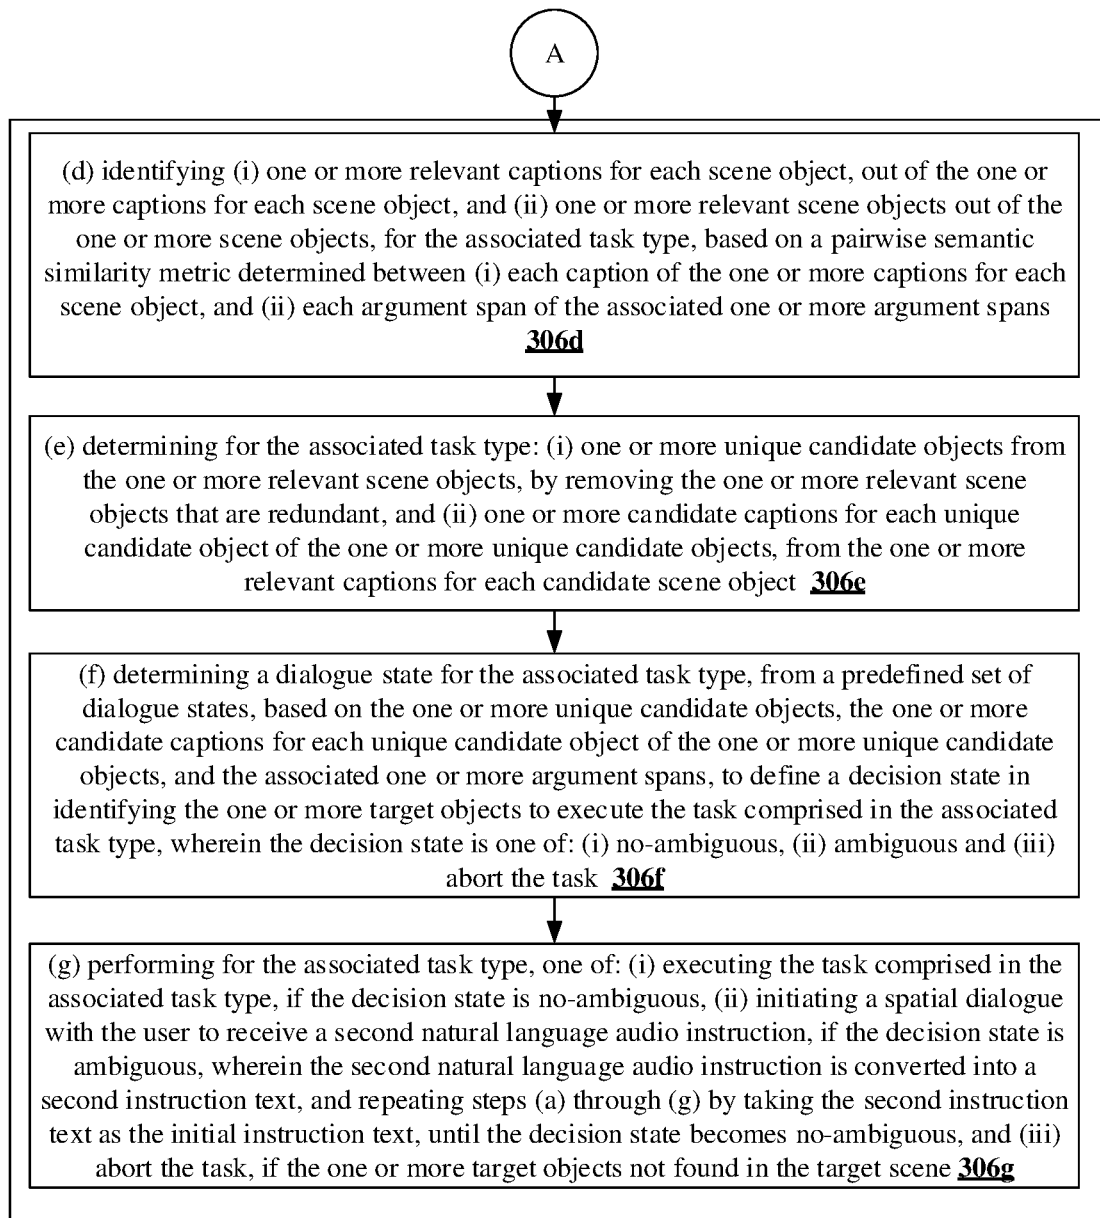 A
(d) identifying (i) one or more relevant captions for each scene object, out of the one or
more captions for each scene object, and (ii) one or more relevant scene objects out of the
one or more scene objects, for the associated task type, based on a pairwise semantic
similarity metric determined between (i) each caption of the one or more captions for each
scene object, and (ii) each argument span of the associated one or more argument spans
306d
(e) determining for the associated task type: (i) one or more unique candidate objects from
the one or more relevant scene objects, by removing the one or more relevant scene
objects that are redundant, and (ii) one or more candidate captions for each unique
candidate object of the one or more unique candidate objects, from the one or more
relevant captions for each candidate scene object 306e
(f) determining a dialogue state for the associated task type, from a predefined set of
dialogue states, based on the one or more unique candidate objects, the one or more
candidate captions for each unique candidate object of the one or more unique candidate
objects, and the associated one or more argument spans, to define a decision state in
identifying the one or more target objects to execute the task comprised in the associated
task type, wherein the decision state is one of: (i) no-ambiguous, (ii) ambiguous and (iii)
abort the task 306f
(g) performing for the associated task type, one of: (i) executing the task comprised in the
associated task type, if the decision state is no-ambiguous, (ii) initiating a spatial dialogue
with the user to receive a second natural language audio instruction, if the decision state is
ambiguous, wherein the second natural language audio instruction is converted into a
second instruction text, and repeating steps (a) through (g) by taking the second instruction
text as the initial instruction text, until the decision state becomes no-ambiguous, and (iii)
abort the task, if the one or more target objects not found in the target scene 306g